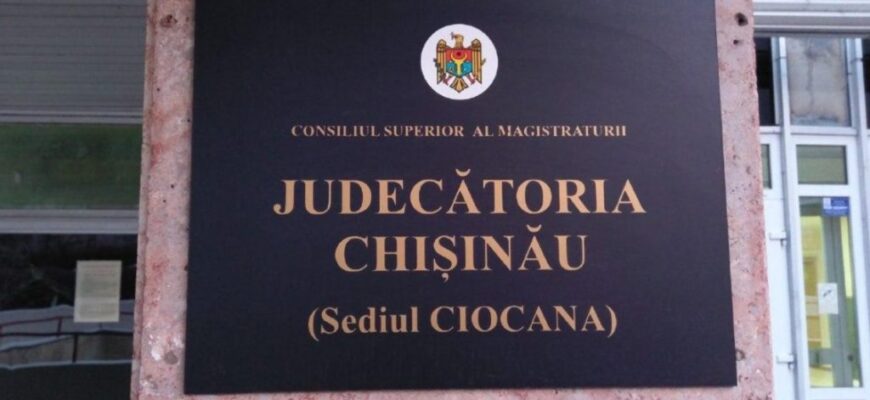 CONSILIUL SUPERIOR AL MAGISTRATURII
JUDECĂTORIA
CHIȘINĂU
(Sediul CIOCANA)